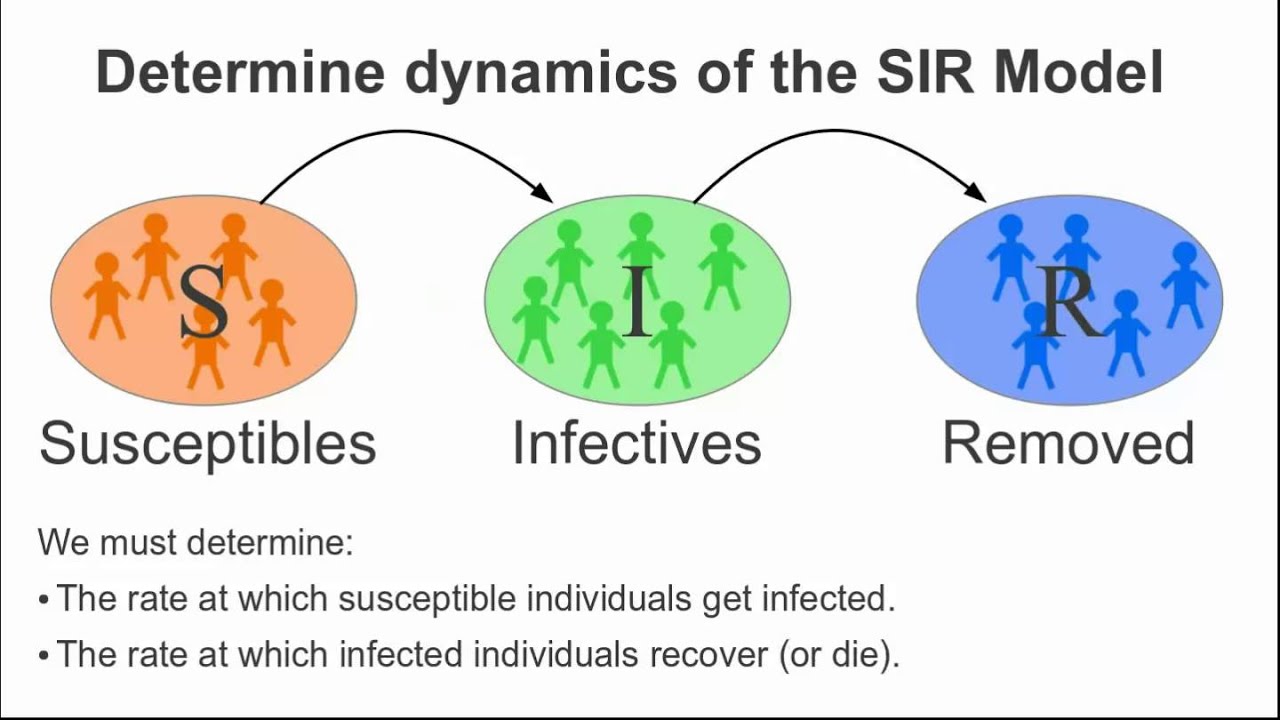 Determine dynamics of the SIR Model
S I R
Susceptibles Infectives Removed
We must determine:
• The rate at which susceptible individuals get infected.
• The rate at which infected individuals recover (or die).